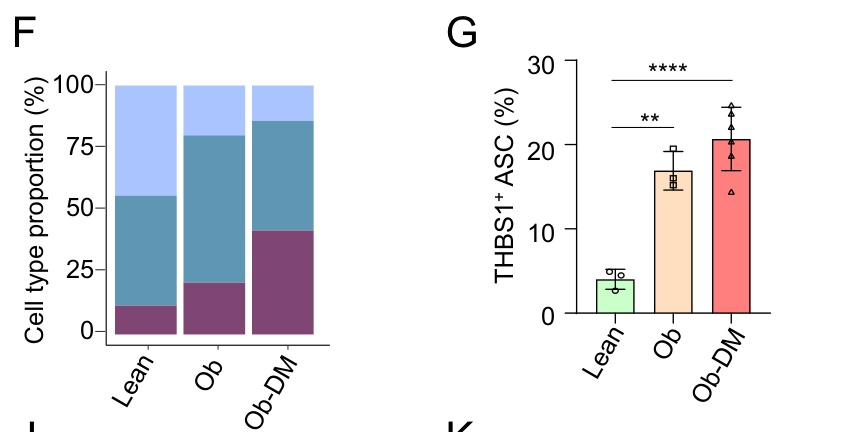 F
Cell type proportion (%)
100
75
50
25
0
Lean
Ob
Ob-DM
G
THBS1⁺ ASC (%)
30
20
10
0
****
**
Lean
Ob
Ob-DM